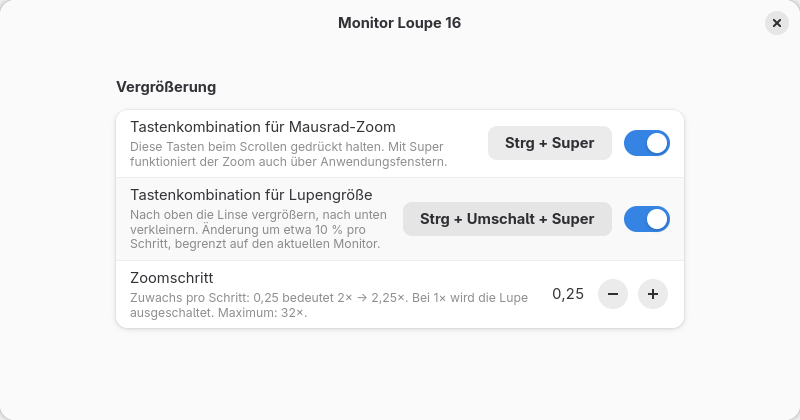 Monitor Loupe 16
Vergrößerung
Tastenkombination für Mausrad-Zoom
Diese Tasten beim Scrollen gedrückt halten. Mit Super
funktioniert der Zoom auch über Anwendungsfenstern.
Strg + Super
Tastenkombination für Lupengröße
Nach oben die Linse vergrößern, nach unten
verkleinern. Änderung um etwa 10 % pro
Schritt, begrenzt auf den aktuellen Monitor.
Strg + Umschalt + Super
Zoomschritt
Zuwachs pro Schritt: 0,25 bedeutet 2× → 2,25×. Bei 1× wird die Lupe
ausgeschaltet. Maximum: 32×.
0,25